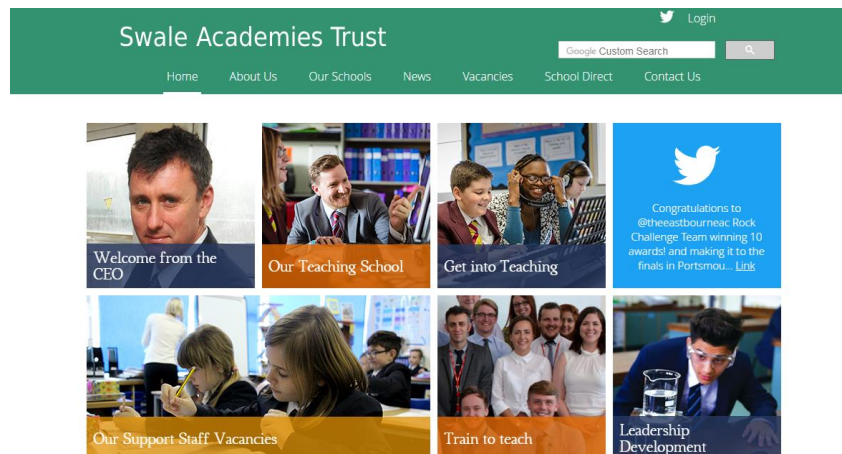 Login
Swale Academies Trust
Google Custom Search
Home About Us Our Schools News Vacancies School Direct Contact Us
Welcome from the
CEO
Our Teaching School
Get into Teaching
Congratulations to
@theeastbourneac Rock
Challenge Team winning 10
awards! and making it to the
finals in Portsmou... Link
Our Support Staff Vacancies
Train to teach
Leadership
Development